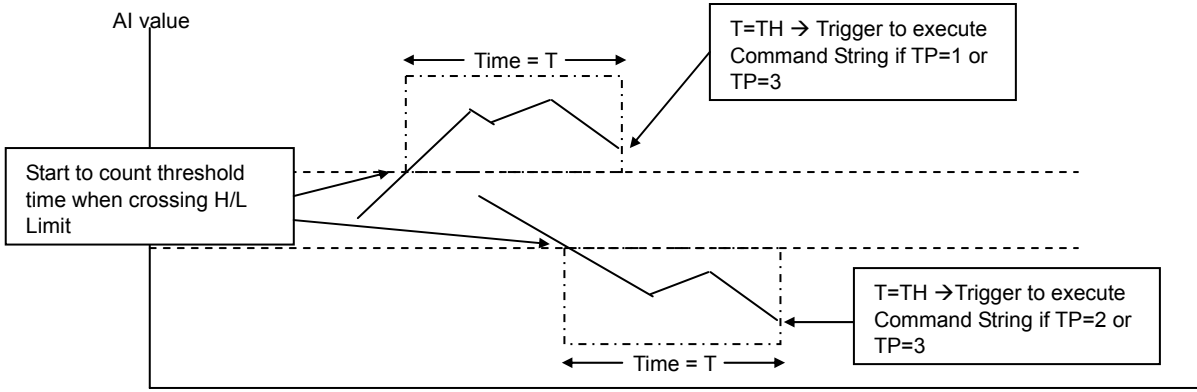 AI value
Time = T
T=TH → Trigger to execute
Command String if TP=1 or
TP=3
Start to count threshold
time when crossing H/L
Limit
T=TH →Trigger to execute
Command String if TP=2 or
TP=3
Time = T